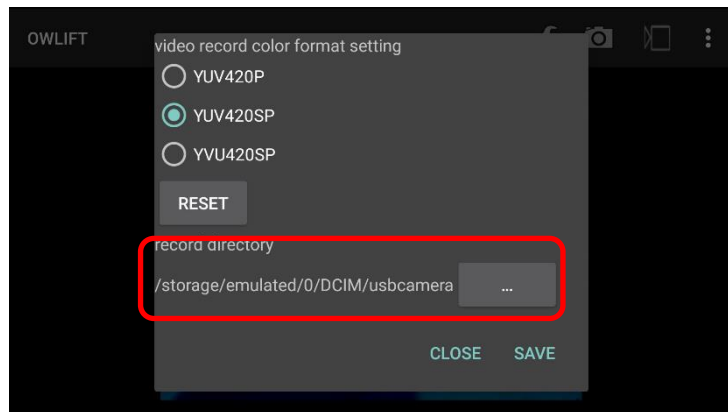 OWLIFT
video record color format setting
YUV420P
YUV420SP
YVU420SP
RESET
record directory
/storage/emulated/0/DCIM/usbcamera ...
CLOSE SAVE